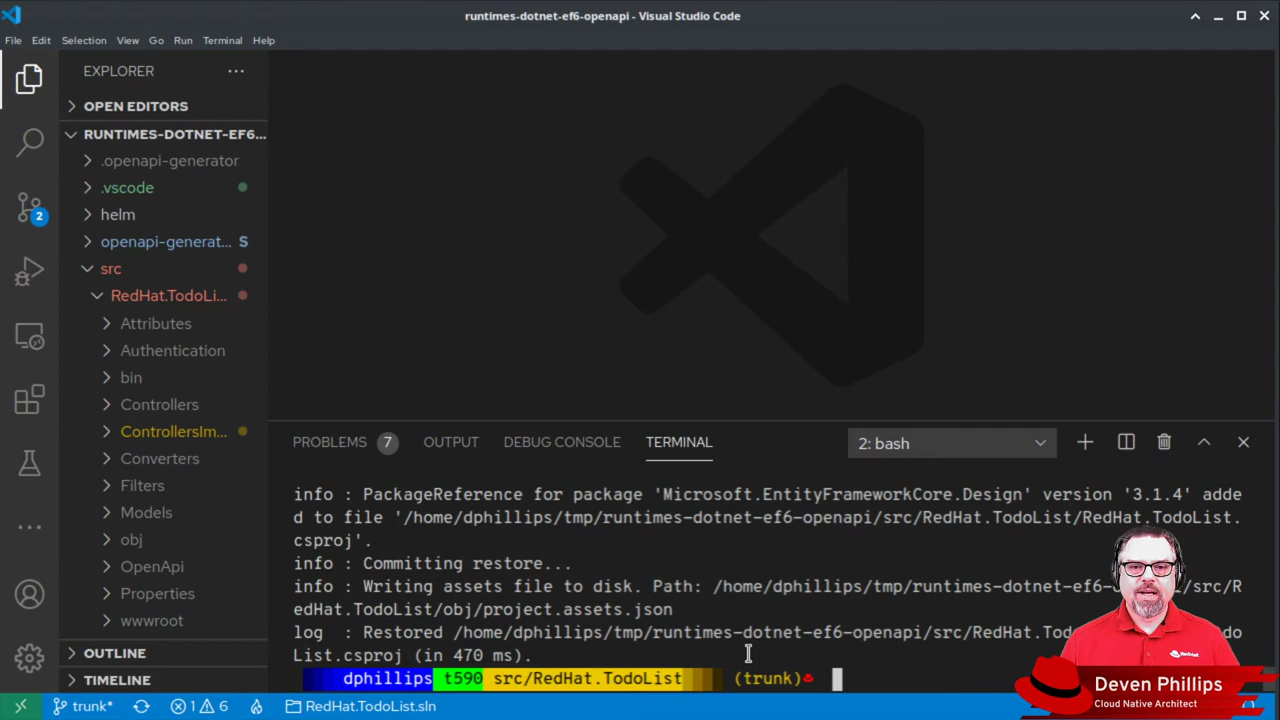 runtimes-dotnet-ef6-openapi - Visual Studio Code
File Edit Selection View Go Run Terminal Help
EXPLORER
OPEN EDITORS
RUNTIMES-DOTNET-EF6...
.openapi-generator
.vscode
helm
openapi-generat... S
src
RedHat.TodoLi...
Attributes
Authentication
bin
Controllers
ControllersIm...
Converters
Filters
Models
obj
OpenApi
Properties
wwwroot
OUTLINE
TIMELINE
2
PROBLEMS 7 OUTPUT DEBUG CONSOLE TERMINAL 2: bash
info : PackageReference for package 'Microsoft.EntityFrameworkCore.Design' version '3.1.4' adde
d to file '/home/dphillips/tmp/runtimes-dotnet-ef6-openapi/src/RedHat.TodoList/RedHat.TodoList.
csproj'.
info : Committing restore...
info : Writing assets file to disk. Path: /home/dphillips/tmp/runtimes-dotnet-ef6- /src/R
edHat.TodoList/obj/project.assets.json
log : Restored /home/dphillips/tmp/runtimes-dotnet-ef6-openapi/src/RedHat.Tod do
List.csproj (in 470 ms).
dphillips t590 src/RedHat.TodoList (trunk)
Deven Phillips
Cloud Native Architect
trunk* 1 6 RedHat.TodoList.sln